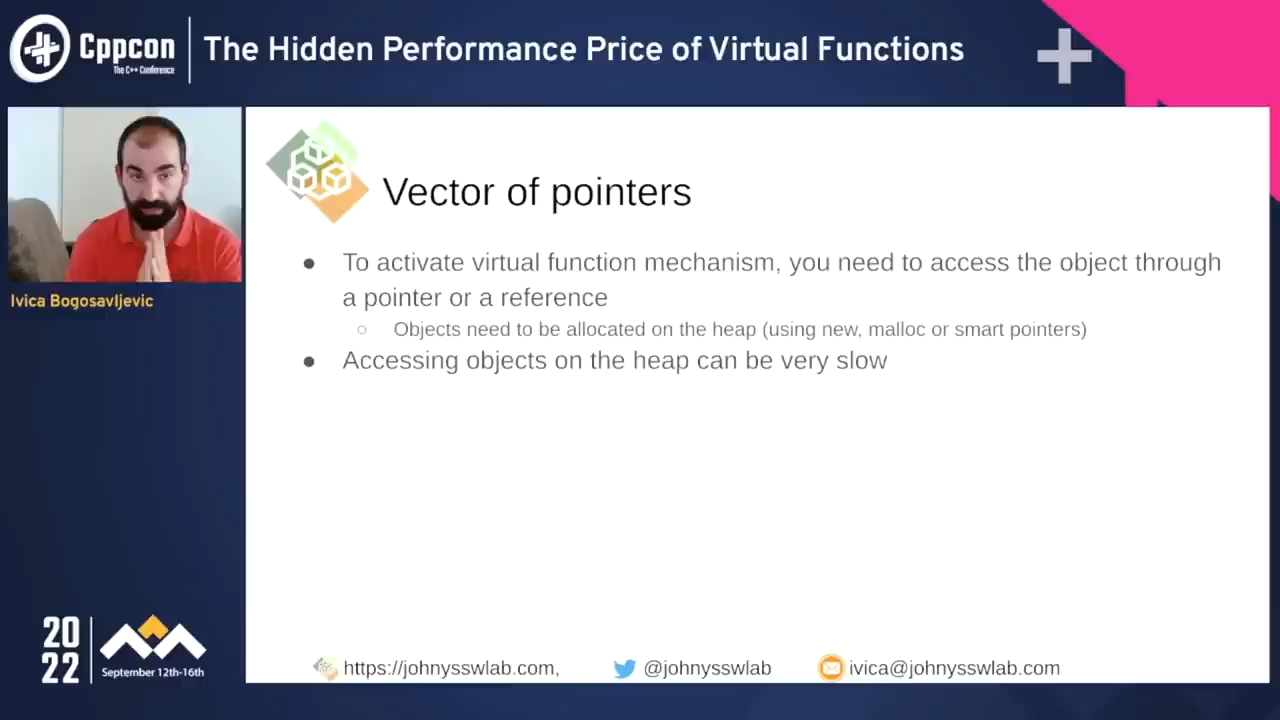 Cppcon
The C++ Conference
The Hidden Performance Price of Virtual Functions
Ivica Bogosavljevic
Vector of pointers
● To activate virtual function mechanism, you need to access the object through
a pointer or a reference
○ Objects need to be allocated on the heap (using new, malloc or smart pointers)
● Accessing objects on the heap can be very slow
20
22
September 12th-16th
https://johnysswlab.com,
@johnysswlab
ivica@johnysswlab.com